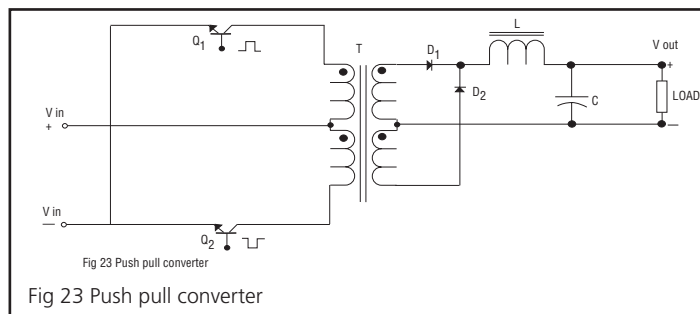 Q1
T
D1
L
V out
+
D2
C
LOAD
V in
+
—
V in
—
Q2
Fig 23 Push pull converter
Fig 23 Push pull converter